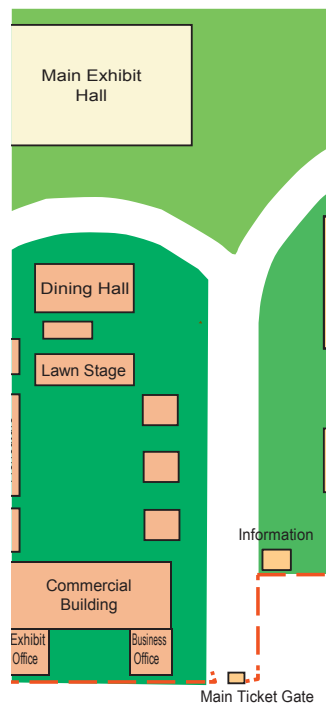 Main Exhibit
Hall
Dining Hall
Lawn Stage
Information
Commercial
Building
Exhibit
Office
Business
Office
Main Ticket Gate